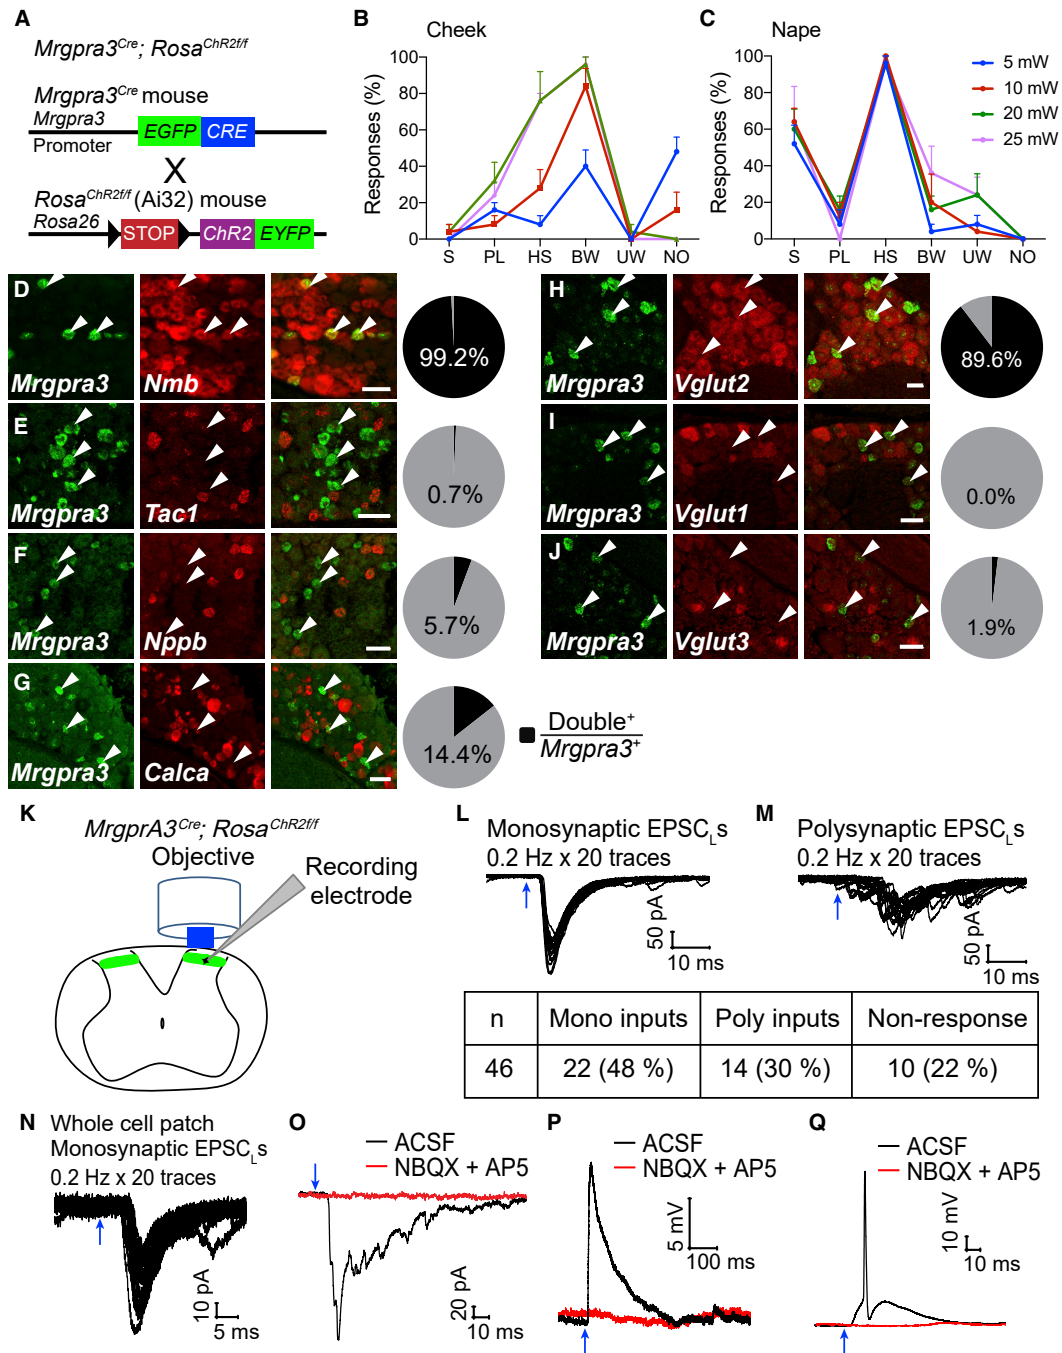 A
Mrgpra3Cre; RosaChR2f/f
Mrgpra3Cre mouse
Mrgpra3
Promoter
EGFP
CRE
X
RosaChR2f/f (Ai32) mouse
Rosa26
STOP
ChR2
EYFP
B
Cheek
Responses (%)
100
80
60
40
20
0
S PL HS BW UW NO
C
Nape
Responses (%)
100
80
60
40
20
0
S PL HS BW UW NO
5 mW
10 mW
20 mW
25 mW
D
Mrgpra3
Nmb
99.2%
E
Mrgpra3
Tac1
0.7%
F
Mrgpra3
Nppb
5.7%
G
Mrgpra3
Calca
14.4%
Double+
Mrgpra3+
H
Mrgpra3
Vglut2
89.6%
I
Mrgpra3
Vglut1
0.0%
J
Mrgpra3
Vglut3
1.9%
K
MrgprA3Cre; RosaChR2f/f
Objective
Recording
electrode
L
Monosynaptic EPSCLs
0.2 Hz x 20 traces
50 pA
10 ms
M
Polysynaptic EPSCLs
0.2 Hz x 20 traces
50 pA
10 ms
n Mono inputs Poly inputs Non-response
46 22 (48 %) 14 (30 %) 10 (22 %)
N
Whole cell patch
Monosynaptic EPSCLs
0.2 Hz x 20 traces
10 pA
5 ms
O
ACSF
NBQX + AP5
20 pA
10 ms
P
ACSF
NBQX + AP5
5 mV
100 ms
Q
ACSF
NBQX + AP5
10 mV
10 ms